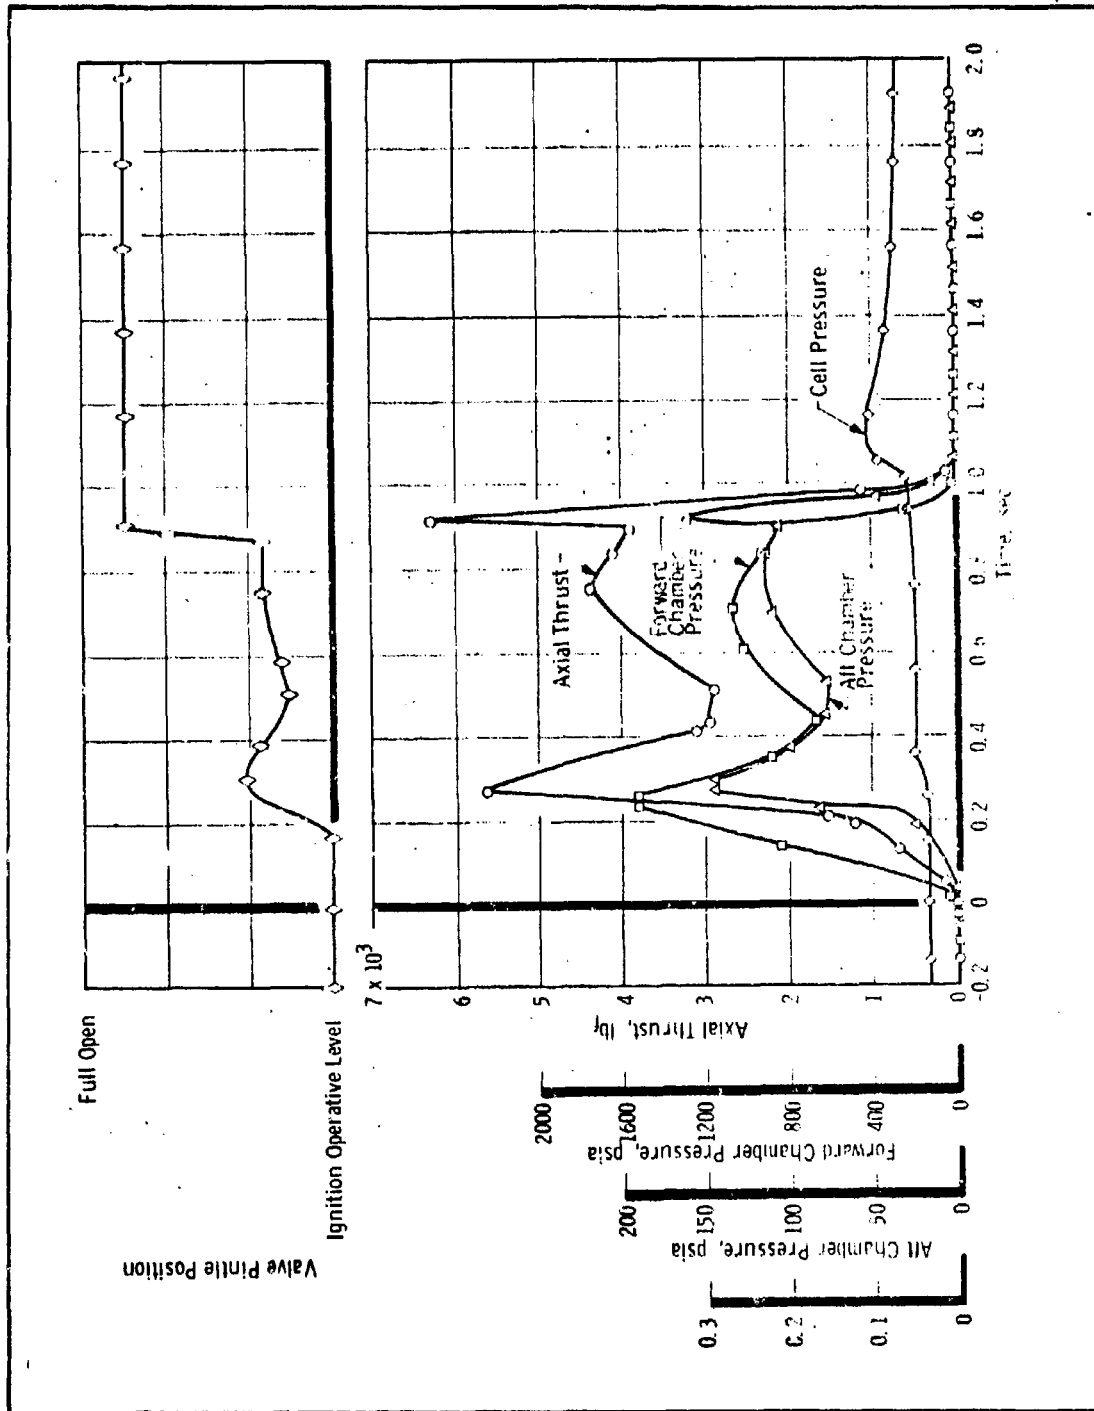 Full Open
Valve Pintle Position
Ignition Operative Level
7 x 10³
6
5
4
3
2
1
0
Axial Thrust, lbf
2000
1600
1200
800
400
0
Forward Chamber Pressure, psia
200
150
100
50
0
Aft Chamber Pressure, psia
0.3
0.2
0.1
0
Axial Thrust
Forward
Chamber
Pressure
Aft Chamber
Pressure
Cell Pressure
-0.2
0
0.2
0.4
0.6
0.8
1.0
1.2
1.4
1.6
1.8
2.0
Time, sec